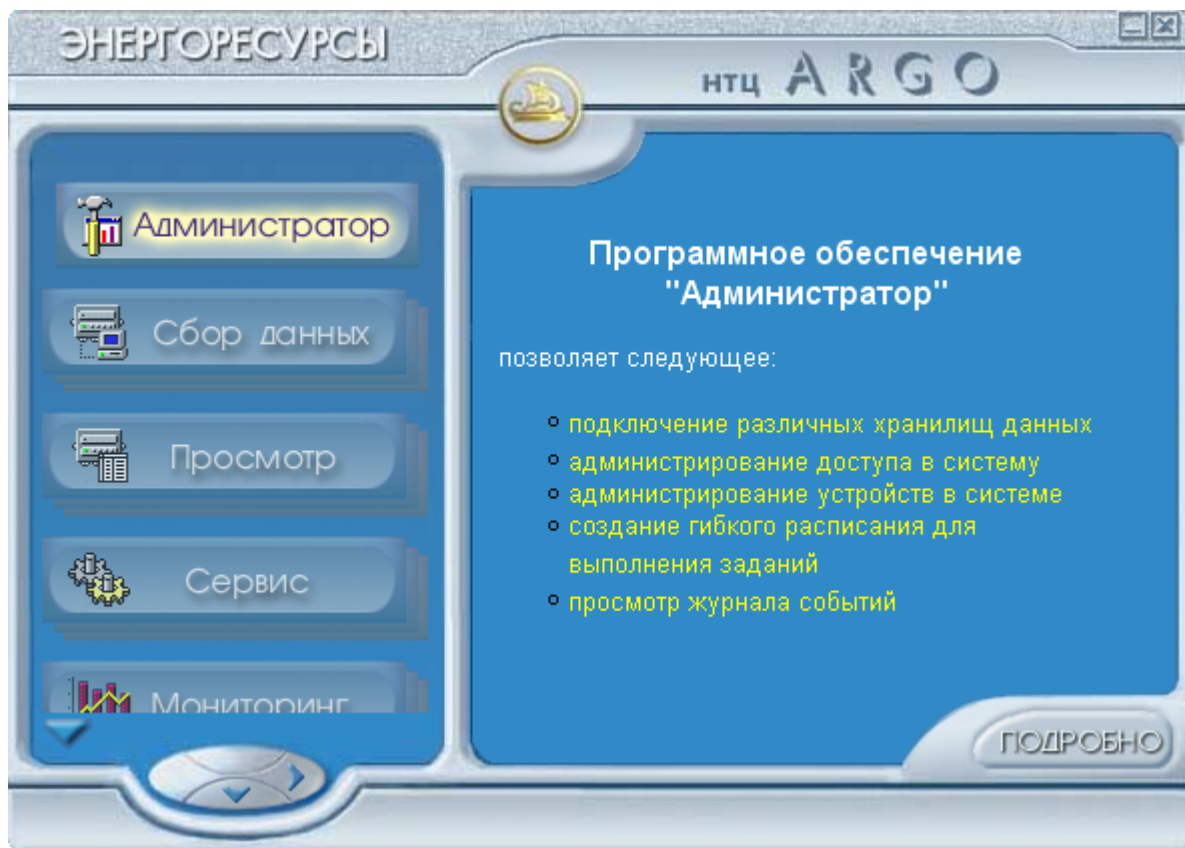 ЭНЕРГОРЕСУРСЫ
НТЦ ARGO
Администратор
Сбор данных
Просмотр
Сервис
Мониторинг
Программное обеспечение
"Администратор"
позволяет следующее:
подключение различных хранилищ данных
администрирование доступа в систему
администрирование устройств в системе
создание гибкого расписания для
выполнения заданий
просмотр журнала событий
ПОДРОБНО